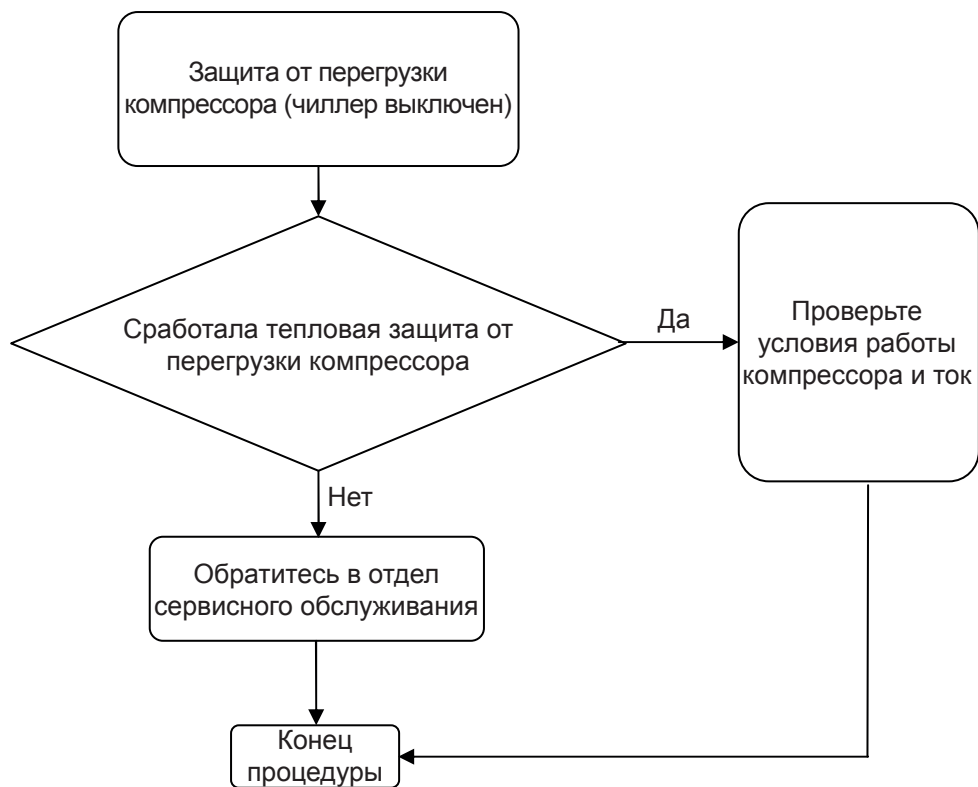 Защита от перегрузки
компрессора (чиллер выключен)
Сработала тепловая защита от
перегрузки компрессора
Да
Проверьте
условия работы
компрессора и ток
Нет
Обратитесь в отдел
сервисного обслуживания
Конец
процедуры